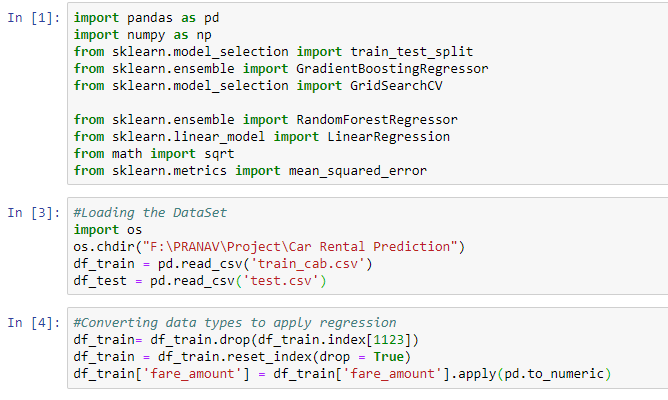 In [1]: import pandas as pd
import numpy as np
from sklearn.model_selection import train_test_split
from sklearn.ensemble import GradientBoostingRegressor
from sklearn.model_selection import GridSearchCV
from sklearn.ensemble import RandomForestRegressor
from sklearn.linear_model import LinearRegression
from math import sqrt
from sklearn.metrics import mean_squared_error
In [3]: #Loading the DataSet
import os
os.chdir("F:\PRANAV\Project\Car Rental Prediction")
df_train = pd.read_csv('train_cab.csv')
df_test = pd.read_csv('test.csv')
In [4]: #Converting data types to apply regression
df_train= df_train.drop(df_train.index[1123])
df_train = df_train.reset_index(drop = True)
df_train['fare_amount'] = df_train['fare_amount'].apply(pd.to_numeric)